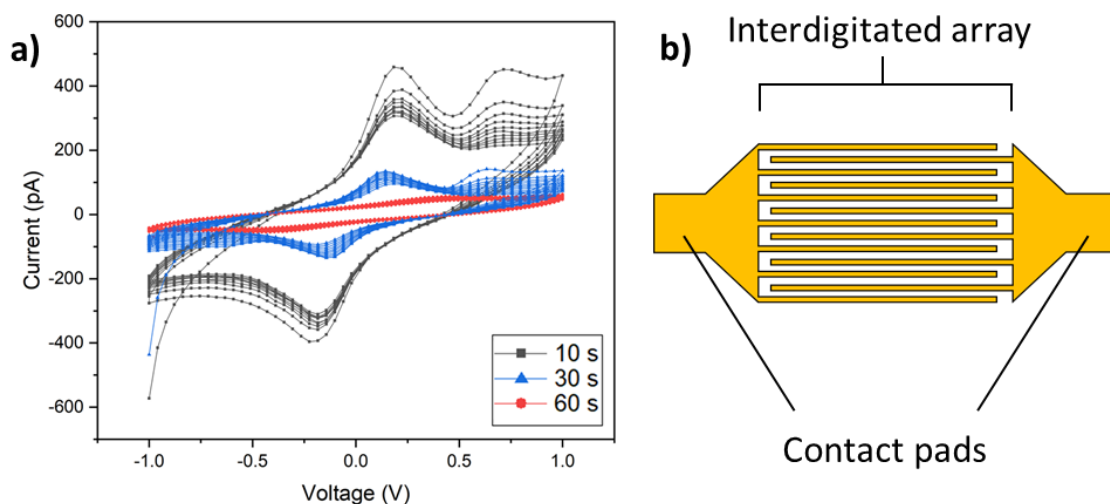 a)
600
400
200
0
-200
-400
-600
Current (pA)
-1.0 -0.5 0.0 0.5 1.0
Voltage (V)
10 s
30 s
60 s
b)
Interdigitated array
Contact pads